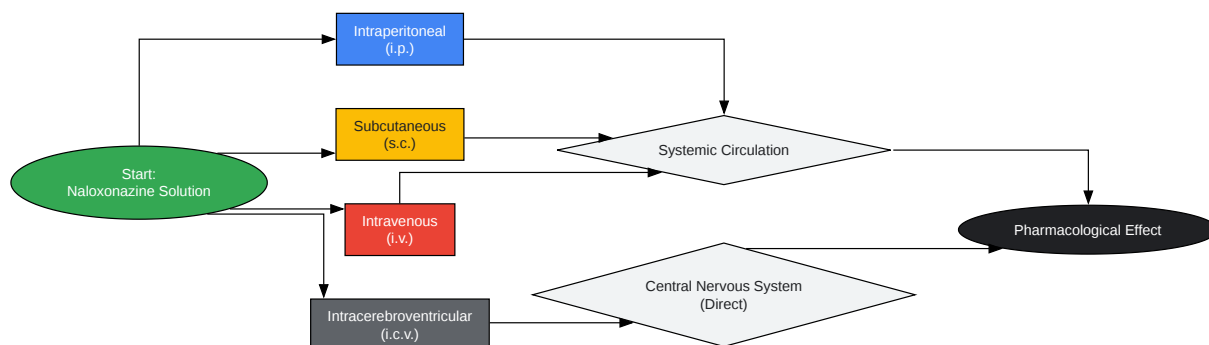 Intraperitoneal
(i.p.)
Subcutaneous
(s.c.)
Systemic Circulation
Start:
Naloxonazine Solution
Intravenous
(i.v.)
Pharmacological Effect
Central Nervous System
(Direct)
Intracerebroventricular
(i.c.v.)